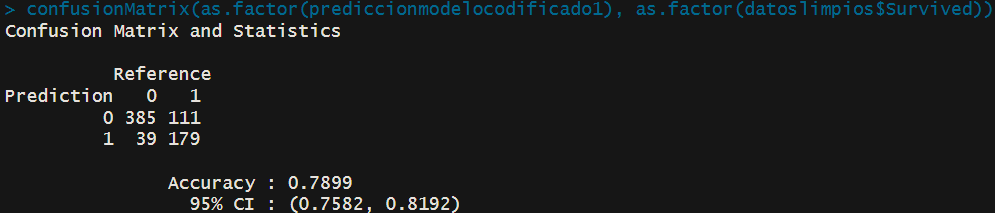 > confusionMatrix(as.factor(prediccionmodelocodificado1), as.factor(datoslimpios$Survived))
Confusion Matrix and Statistics
Reference
Prediction 0 1
0 385 111
1 39 179
Accuracy : 0.7899
95% CI : (0.7582, 0.8192)